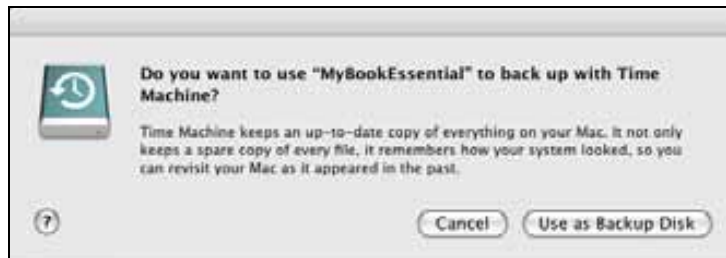 Do you want to use “MyBookEssential” to back up with Time
Machine?
Time Machine keeps an up-to-date copy of everything on your Mac. It not only
keeps a spare copy of every file, it remembers how your system looked, so you
can revisit your Mac as it appeared in the past.
?
Cancel
Use as Backup Disk